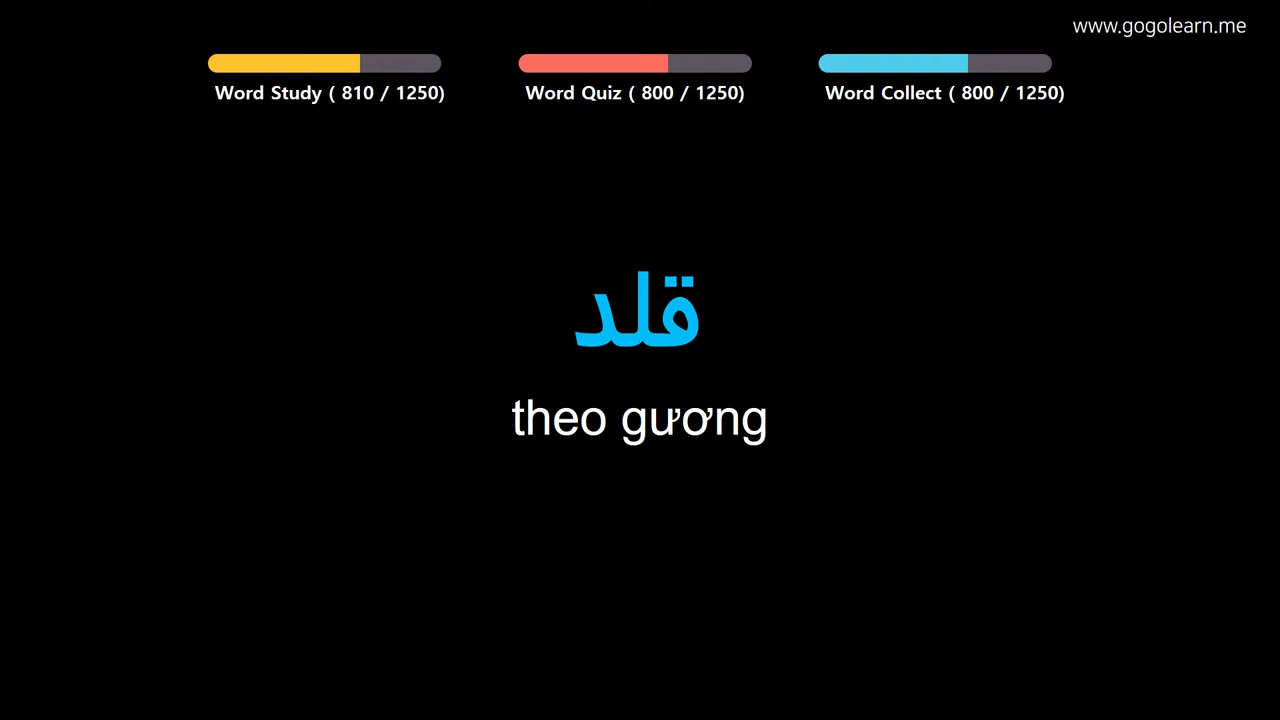 www.gogolearn.me
Word Study ( 810 / 1250)
Word Quiz ( 800 / 1250)
Word Collect ( 800 / 1250)
قلد
theo gương